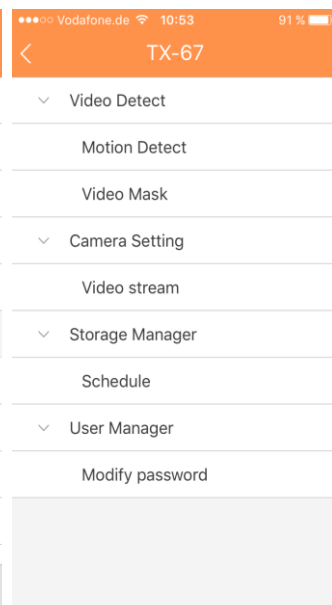 Vodafone.de 10:53 91 %
TX-67
Video Detect
Motion Detect
Video Mask
Camera Setting
Video stream
Storage Manager
Schedule
User Manager
Modify password